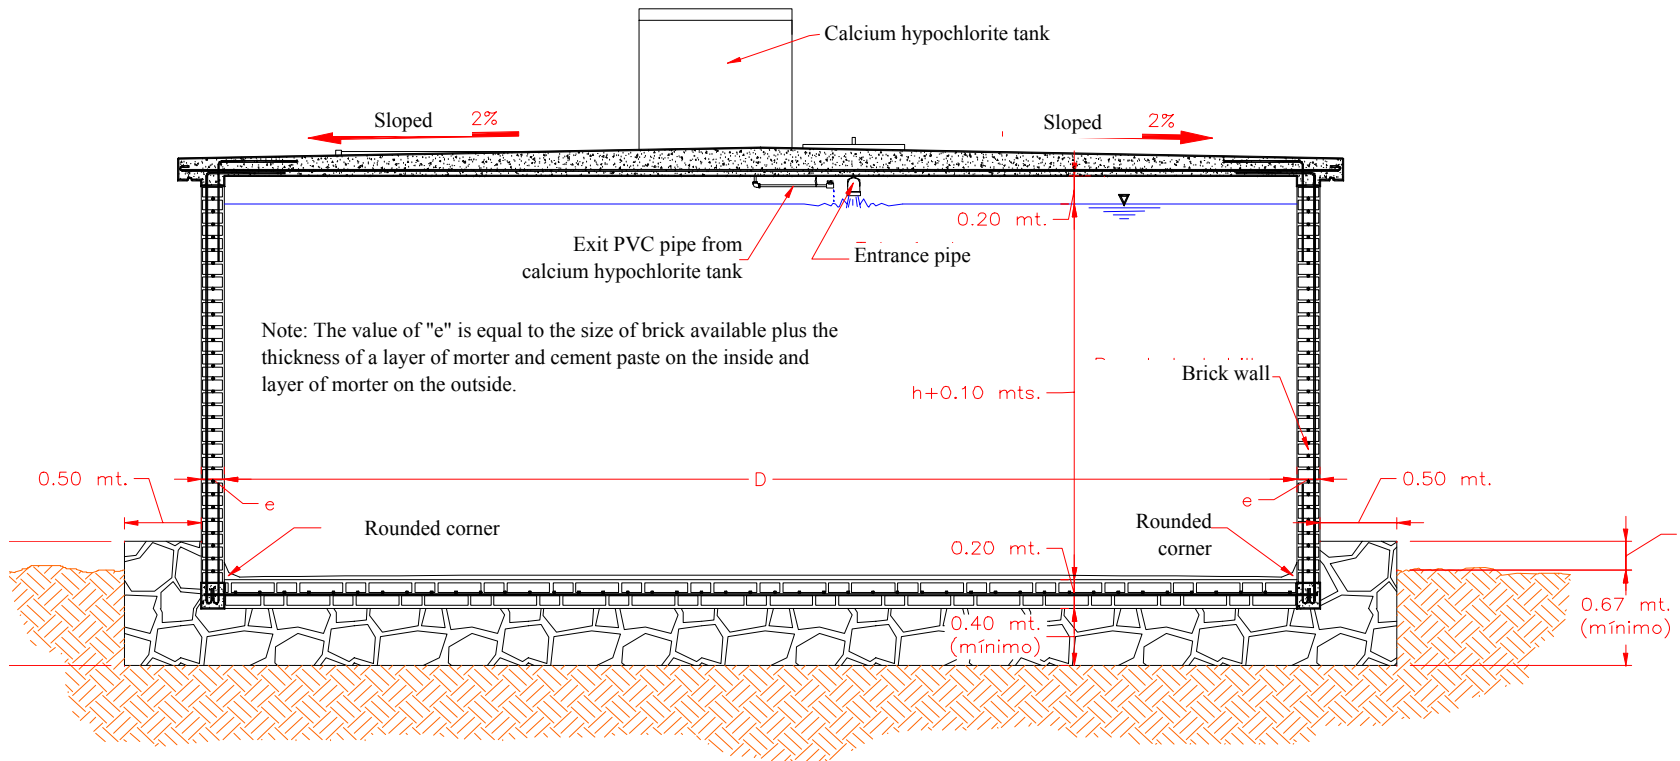 Calcium hypochlorite tank
Sloped 2%
Sloped 2%
0.20 mt.
Exit PVC pipe from
calcium hypochlorite tank
Entrance pipe
Note: The value of "e" is equal to the size of brick available plus the
thickness of a layer of morter and cement paste on the inside and
layer of morter on the outside.
Brick wall
h+0.10 mts.
0.50 mt.
D
0.50 mt.
e
e
Rounded corner
Rounded
corner
0.20 mt.
0.40 mt.
(mínimo)
0.67 mt.
(mínimo)